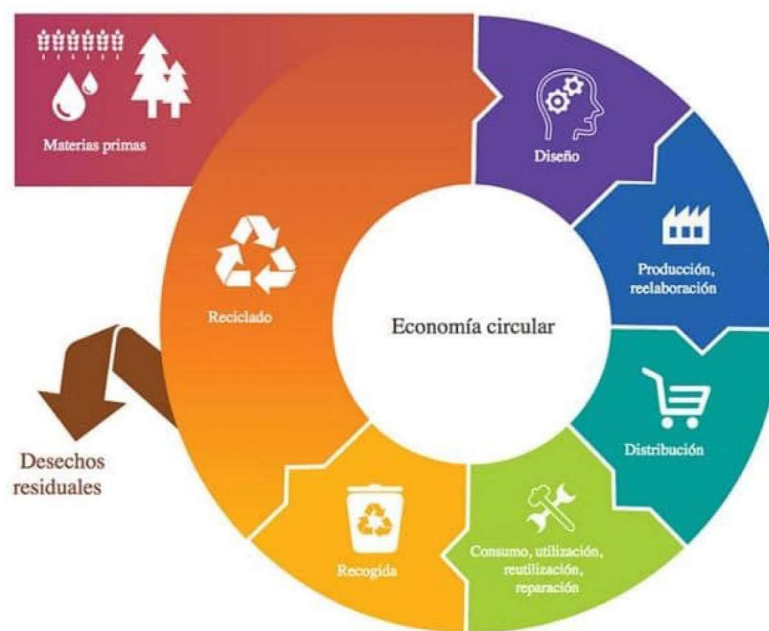 Materias primas
Diseño
Producción,
reelaboración
Distribución
Consumo, utilización,
reutilización,
reparación
Recogida
Reciclado
Desechos
residuales
Economía circular